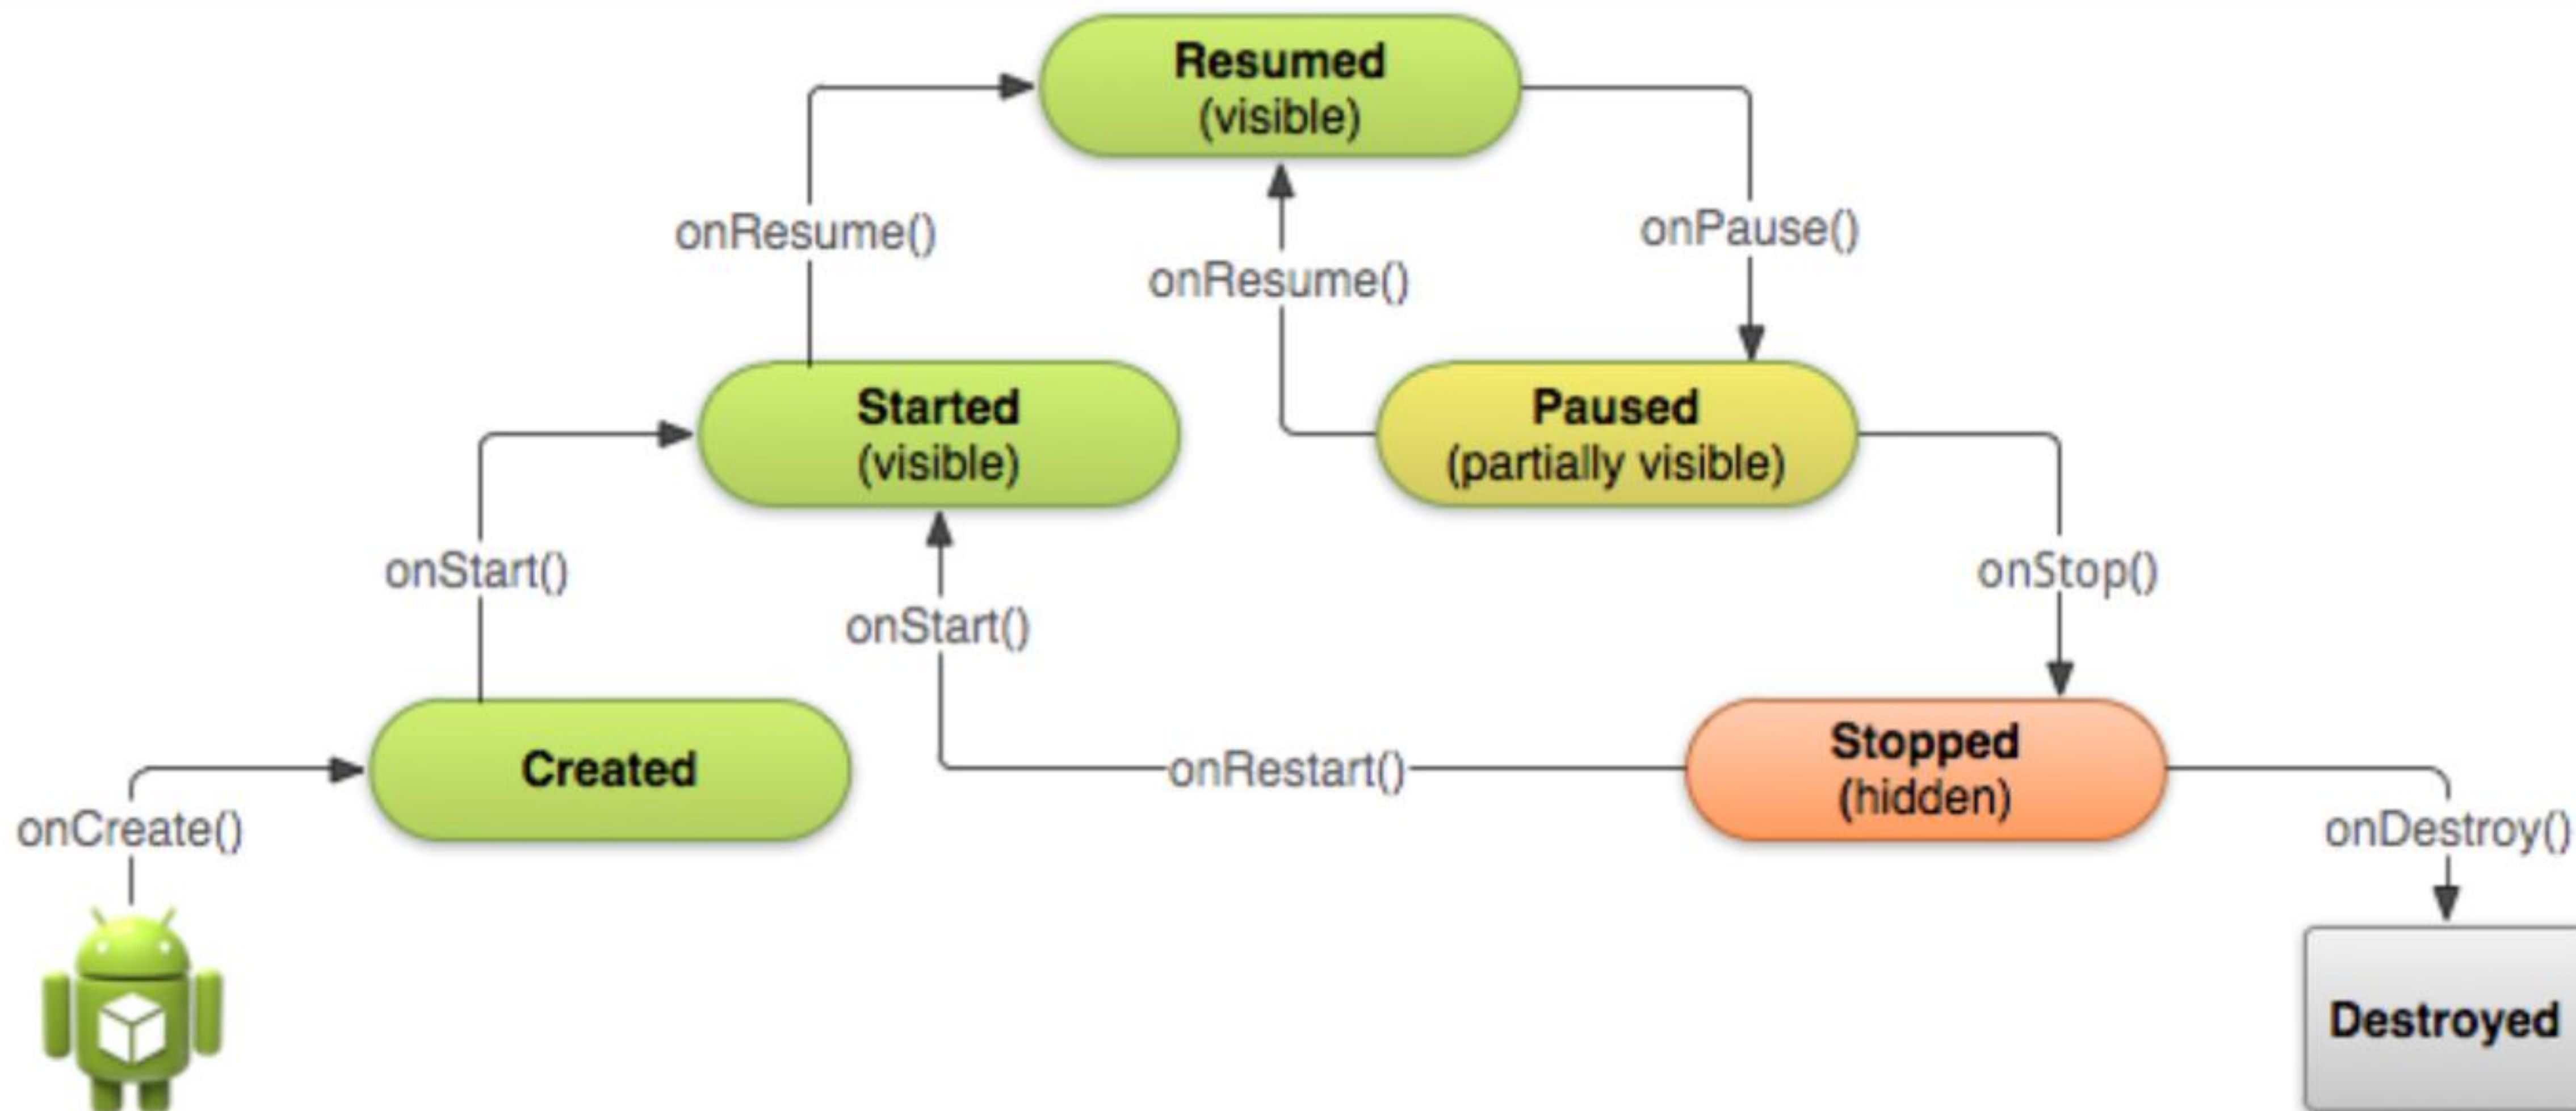 Resumed
(visible)
onResume()
onPause()
onResume()
Started
(visible)
Paused
(partially visible)
onStart()
onStop()
onStart()
Created
onRestart()
Stopped
(hidden)
onCreate()
onDestroy()
Destroyed